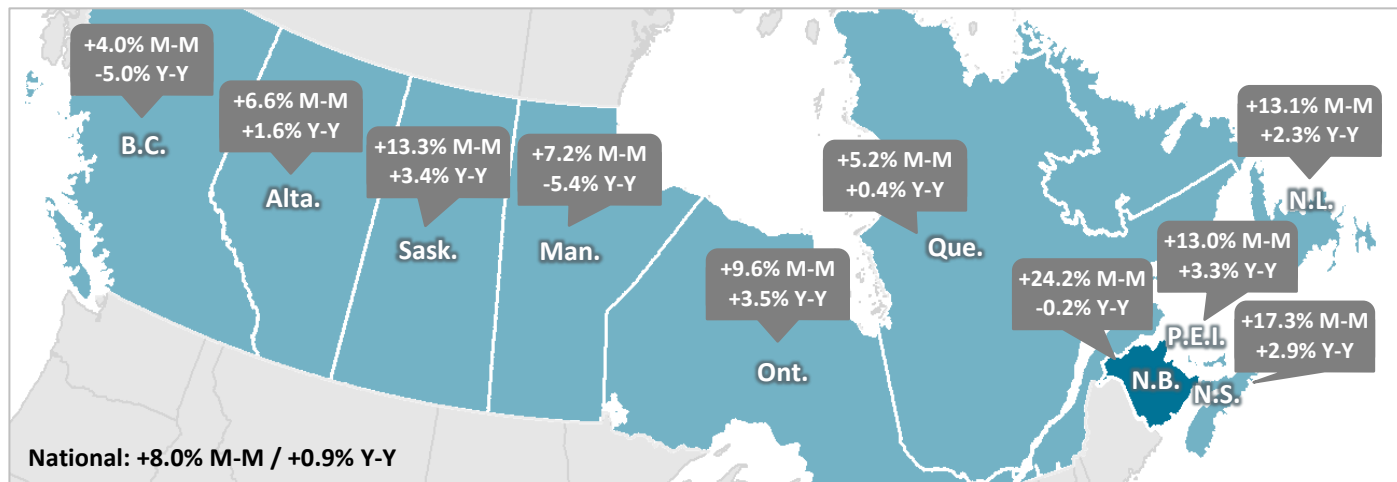 +4.0% M-M
-5.0% Y-Y
B.C.
+6.6% M-M
+1.6% Y-Y
Alta.
+13.3% M-M
+3.4% Y-Y
Sask.
+7.2% M-M
-5.4% Y-Y
Man.
+9.6% M-M
+3.5% Y-Y
Ont.
+5.2% M-M
+0.4% Y-Y
Que.
+13.1% M-M
+2.3% Y-Y
N.L.
+13.0% M-M
+3.3% Y-Y
P.E.I.
+24.2% M-M
-0.2% Y-Y
N.B.
+17.3% M-M
+2.9% Y-Y
N.S.
National: +8.0% M-M / +0.9% Y-Y